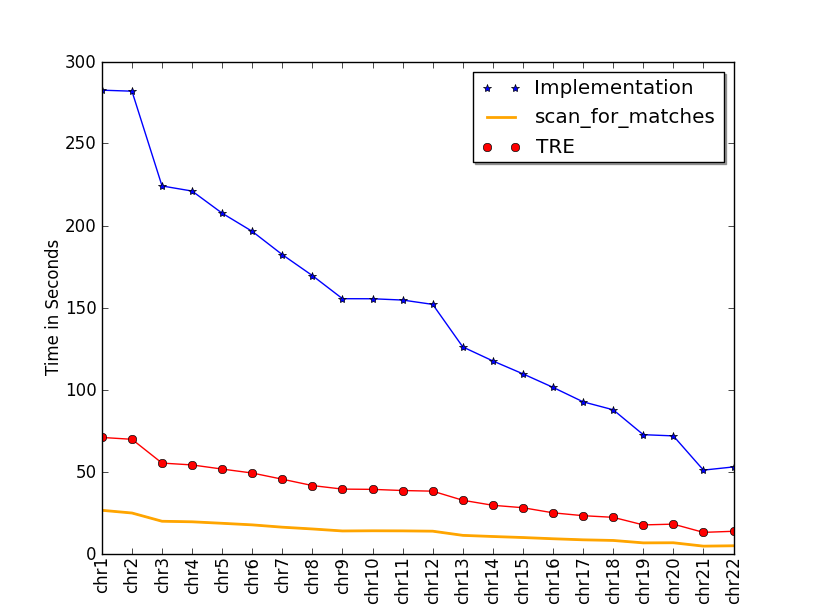 300
250
200
150
100
50
0
Time in Seconds
Implementation
scan_for_matches
TRE
chr1
chr2
chr3
chr4
chr5
chr6
chr7
chr8
chr9
chr10
chr11
chr12
chr13
chr14
chr15
chr16
chr17
chr18
chr19
chr20
chr21
chr22